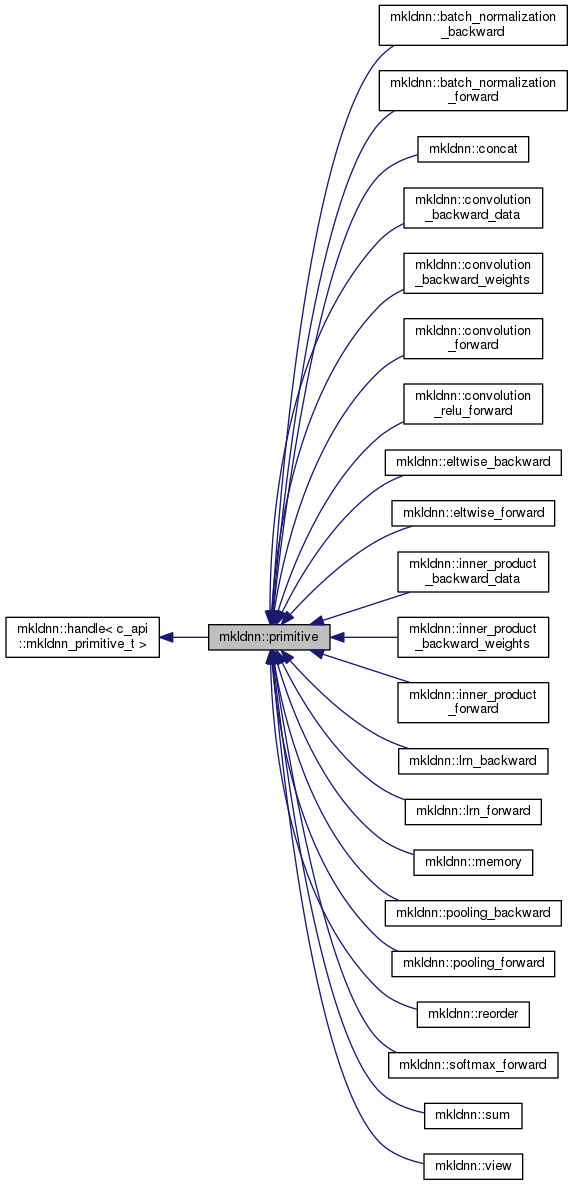 mkldnn::batch_normalization
_backward
mkldnn::batch_normalization
_forward
mkldnn::concat
mkldnn::convolution
_backward_data
mkldnn::convolution
_backward_weights
mkldnn::convolution
_forward
mkldnn::convolution
_relu_forward
mkldnn::eltwise_backward
mkldnn::eltwise_forward
mkldnn::inner_product
_backward_data
mkldnn::handle< c_api
::mkldnn_primitive_t >
mkldnn::primitive
mkldnn::inner_product
_backward_weights
mkldnn::inner_product
_forward
mkldnn::lrn_backward
mkldnn::lrn_forward
mkldnn::memory
mkldnn::pooling_backward
mkldnn::pooling_forward
mkldnn::reorder
mkldnn::softmax_forward
mkldnn::sum
mkldnn::view